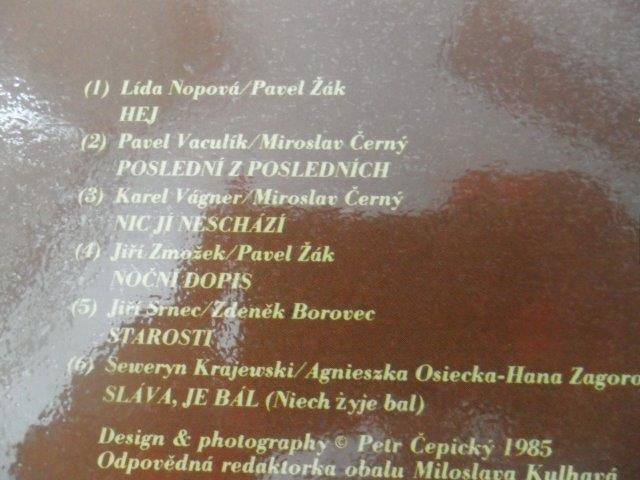 (1) Lída Nopová/Pavel Žák
HEJ
(2) Pavel Vaculík/Miroslav Černý
POSLEDNÍ Z POSLEDNÍCH
(3) Karel Vágner/Miroslav Černý
NIC JÍ NESCHÁZÍ
(4) Jiří Zmožek/Pavel Žák
NOČNÍ DOPIS
(5) Jiří Srnec/Zdeněk Borovec
STAROSTI
(6) Seweryn Krajewski/Agnieszka Osiecka-Hana Zagoro
SLÁVA, JE BÁL (Niech żyje bal)
Design & photography © Petr Čepický 1985
Odpovědná redaktorka obalu Miloslava Kulhavá